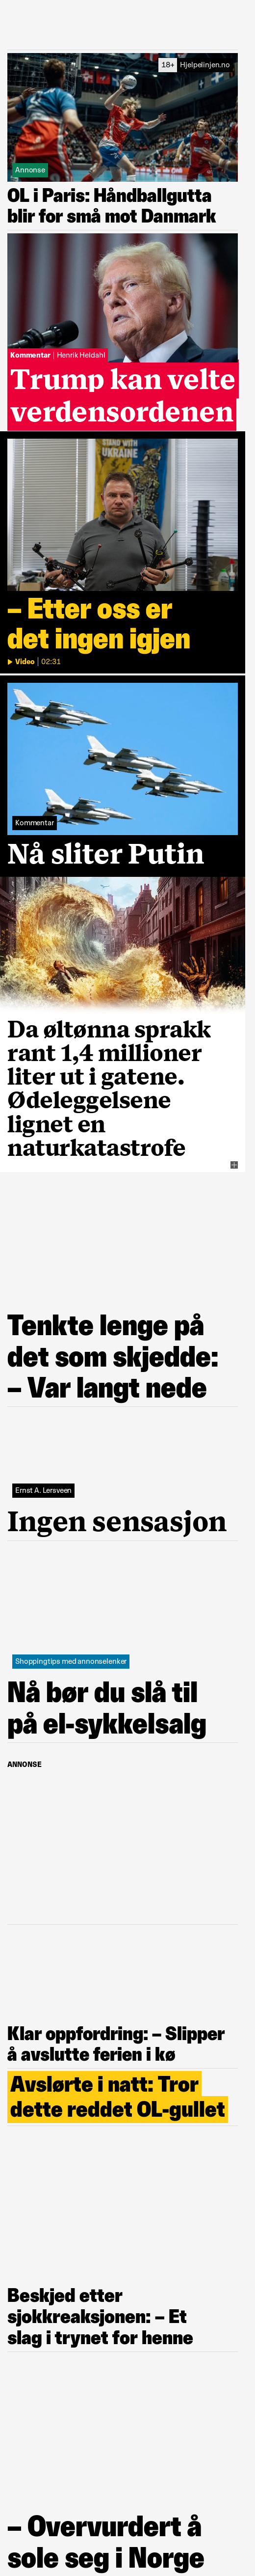 18+ Hjelpelinjen.no
Annonse
OL i Paris: Håndballgutta
blir for små mot Danmark
Kommentar | Henrik Heldahl
Trump kan velte
verdensordenen
STAND WITH
UKRAINE
– Etter oss er
det ingen igjen
Video | 02:31
Kommentar
Nå sliter Putin
Da øltønna sprakk
rant 1,4 millioner
liter ut i gatene.
Ødeleggelsene
lignet en
naturkatastrofe
Tenkte lenge på
det som skjedde:
– Var langt nede
Ernst A. Lersveen
Ingen sensasjon
Shoppingtips med annonselenker
Nå bør du slå til
på el-sykkelsalg
ANNONSE
Klar oppfordring: – Slipper
å avslutte ferien i kø
Avslørte i natt: Tror
dette reddet OL-gullet
Beskjed etter
sjokkreaksjonen: – Et
slag i trynet for henne
– Overvurdert å
sole seg i Norge